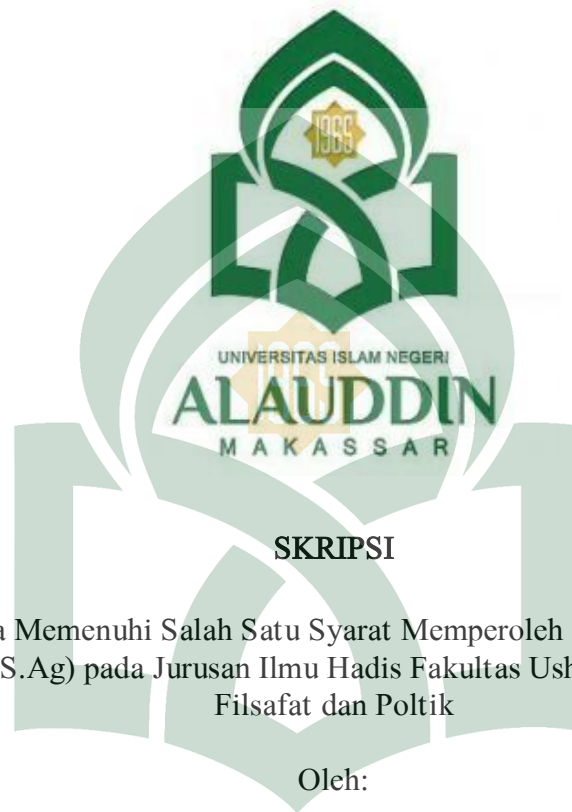 1965
UNIVERSITAS ISLAM NEGERI
ALAUDDIN
MAKASSAR
SKRIPSI
Memenuhi Salah Satu Syarat Memperoleh
S.Ag) pada Jurusan Ilmu Hadis Fakultas
Filsafat dan Poltik
Oleh: